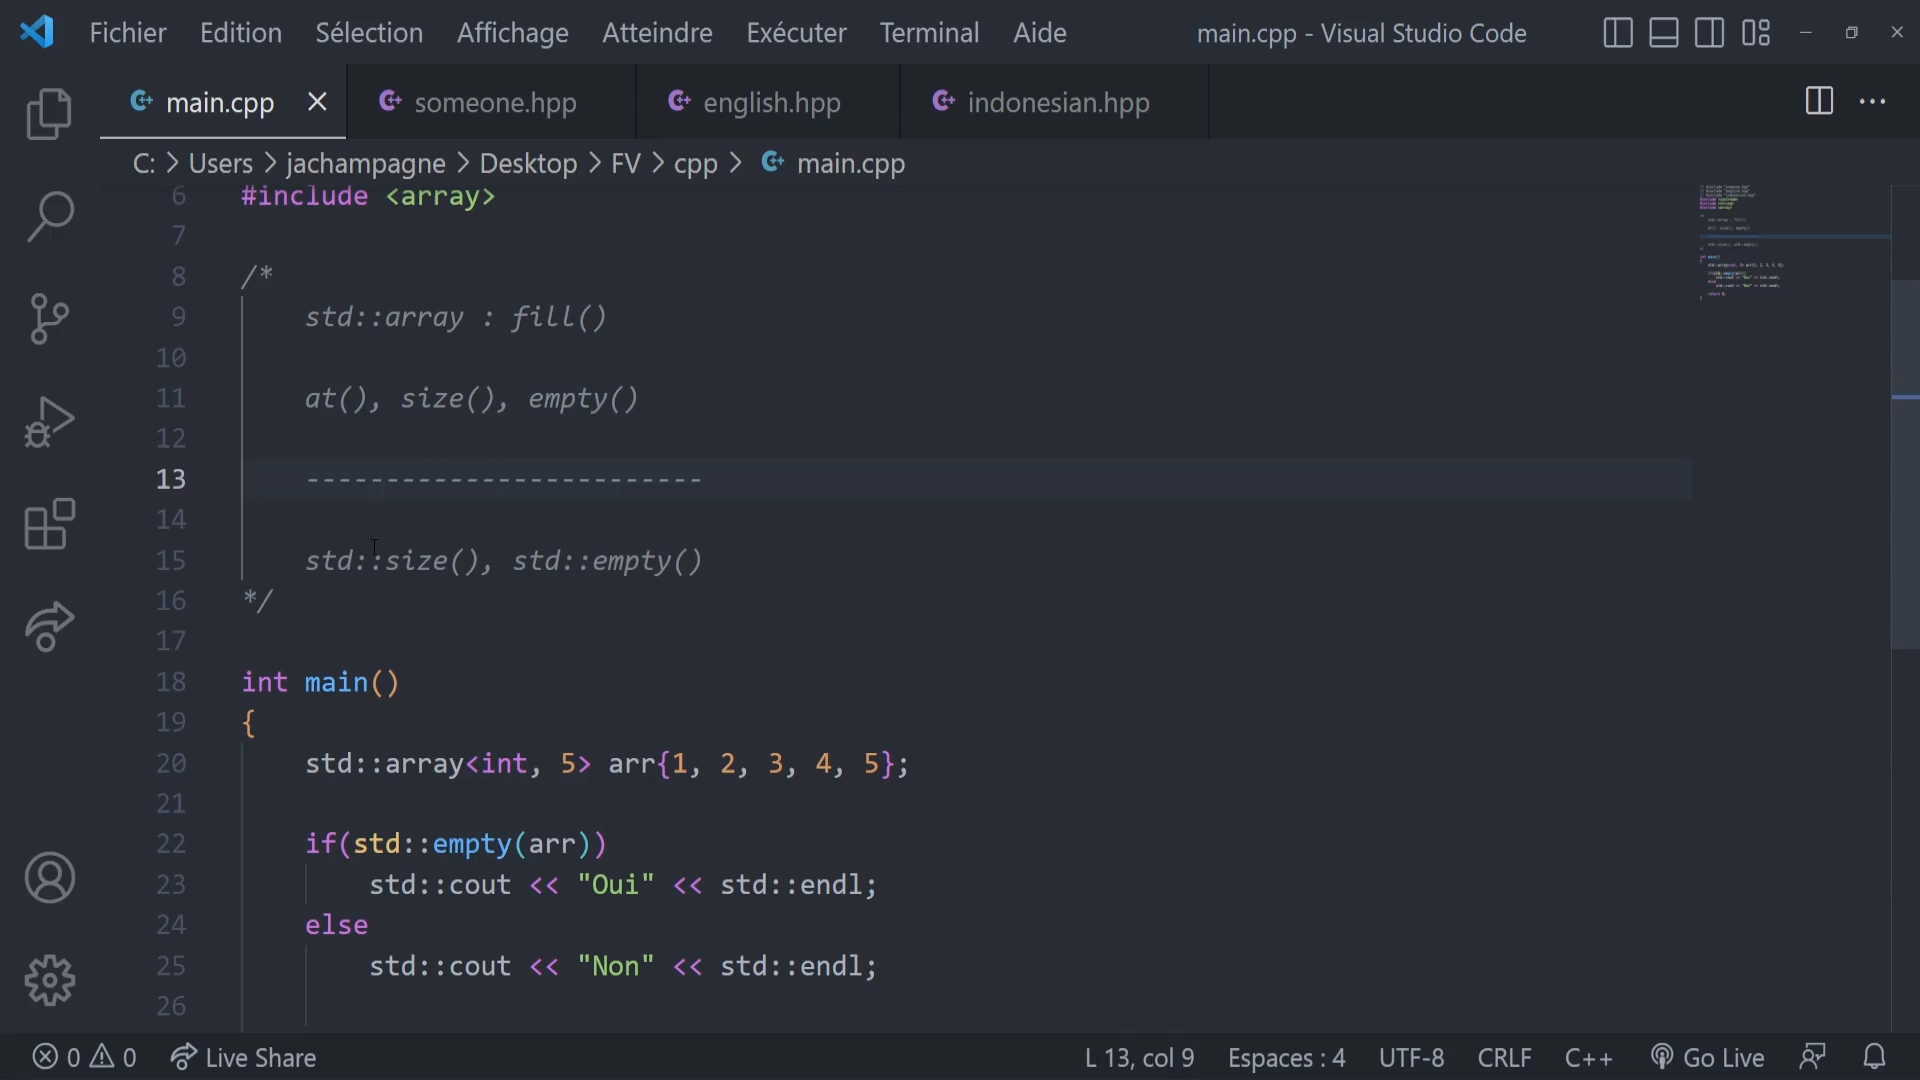 Fichier Edition Sélection Affichage Atteindre Exécuter Terminal Aide main.cpp - Visual Studio Code
main.cpp someone.hpp english.hpp indonesian.hpp
C: > Users > jachampagne > Desktop > FV > cpp > main.cpp
6 #include <array>
7
8 /*
9 std::array : fill()
10
11 at(), size(), empty()
12
13 -------------------------
14
15 std::size(), std::empty()
16 */
17
18 int main()
19 {
20 std::array<int, 5> arr{1, 2, 3, 4, 5};
21
22 if(std::empty(arr))
23 std::cout << "Oui" << std::endl;
24 else
25 std::cout << "Non" << std::endl;
26
0 0 Live Share L 13, col 9 Espaces : 4 UTF-8 CRLF C++ Go Live